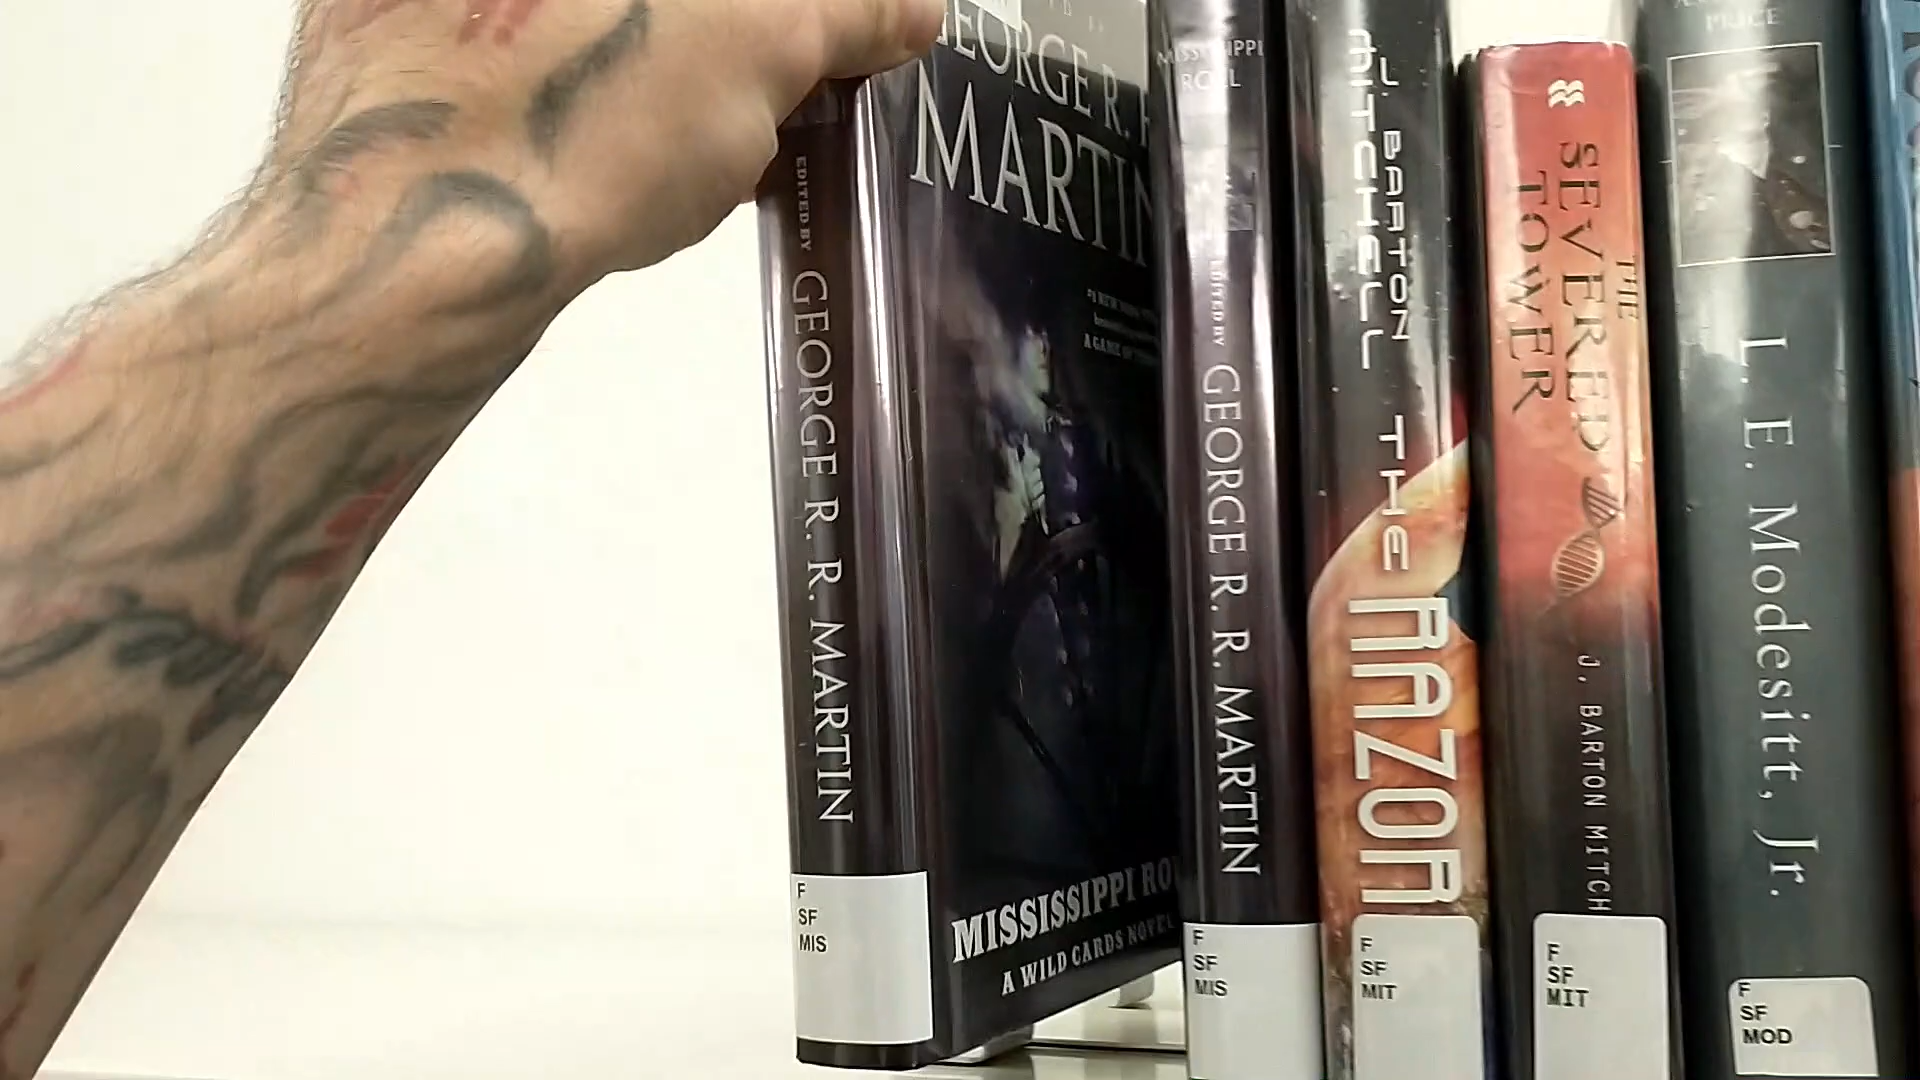 EDITED BY GEORGE R. R. MARTIN
F
SF
MIS
GEORGE R. R.
MARTIN
#1 NEW
A GAME OF
MISSISSIPPI
A WILD CARDS NOVEL
MISSISSIPPI
ROLL
EDITED BY GEORGE R. R. MARTIN
F
SF
MIS
J. BARTON
MITCHELL
THE RAZOR
F
SF
MIT
THE
SEVERED
TOWER
J. BARTON MITCH
F
SF
MIT
PRICE
L. E. Modesitt, Jr.
F
SF
MOD